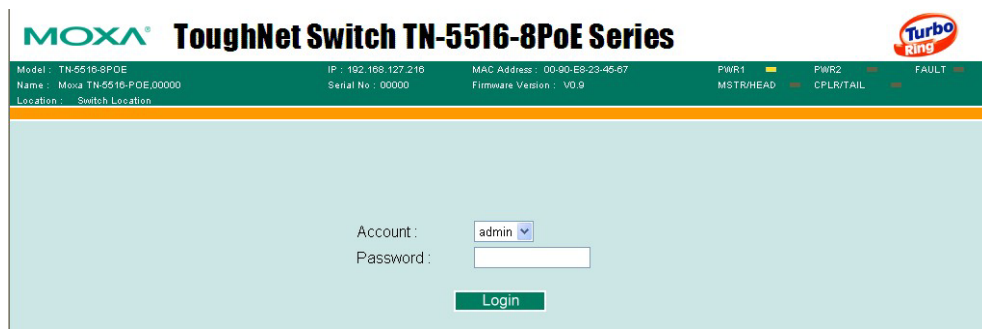 MOXA® ToughNet Switch TN-5516-8PoE Series
Turbo Ring
Model : TN-5516-8POE IP : 192.168.127.216 MAC Address : 00-90-E8-23-45-67 PWR1 PWR2 FAULT
Name : Moxa TN-5516-POE,00000 Serial No : 00000 Firmware Version : V0.9 MSTR/HEAD CPLR/TAIL
Location : Switch Location
Account : admin
Password :
Login